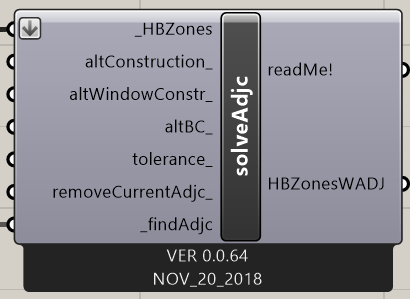 _HBZones
altConstruction_
altWindowConstr_
altBC_
tolerance_
removeCurrentAdjc_
_findAdjc
solveAdjc
readMe!
HBZonesWADJ
VER 0.0.64
NOV_20_2018